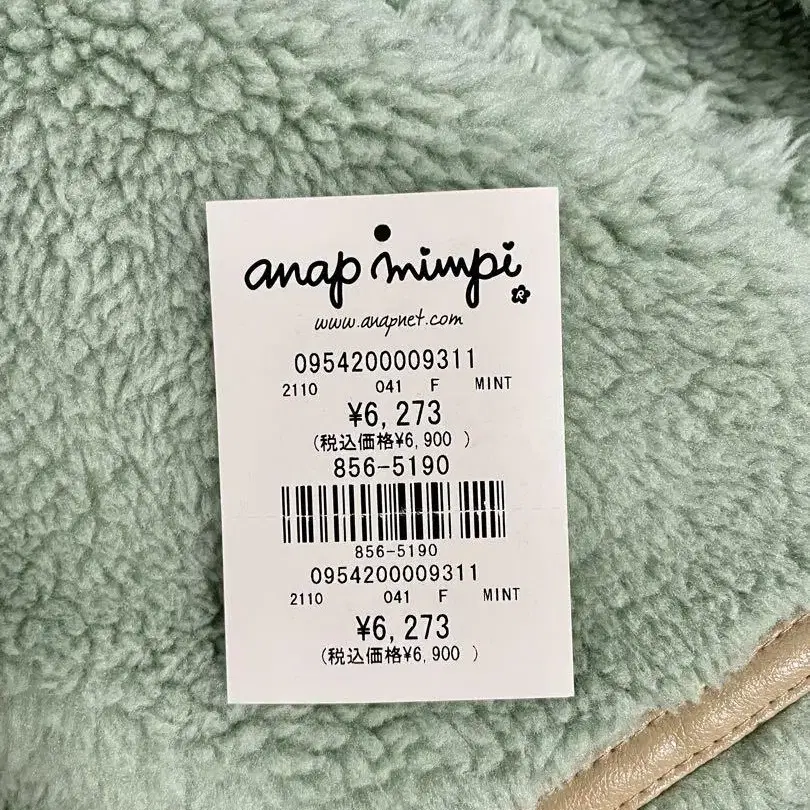 anap mimpi
R
www.anapnet.com
0954200009311
2110 041 F MINT
¥6,273
(税込価格¥6,900 )
856-5190
856-5190
0954200009311
2110 041 F MINT
¥6,273
(税込価格¥6,900 )